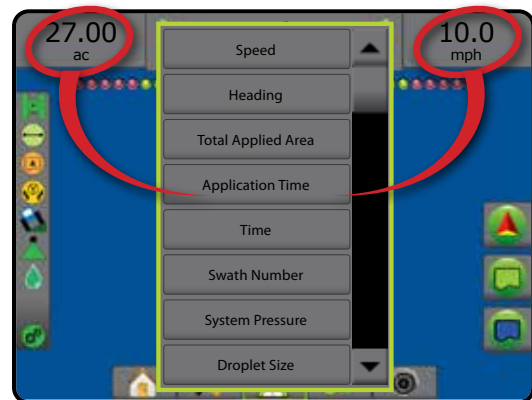 27.00
ac
10.0
mph
Speed
Heading
Total Applied Area
Application Time
Time
Swath Number
System Pressure
Droplet Size